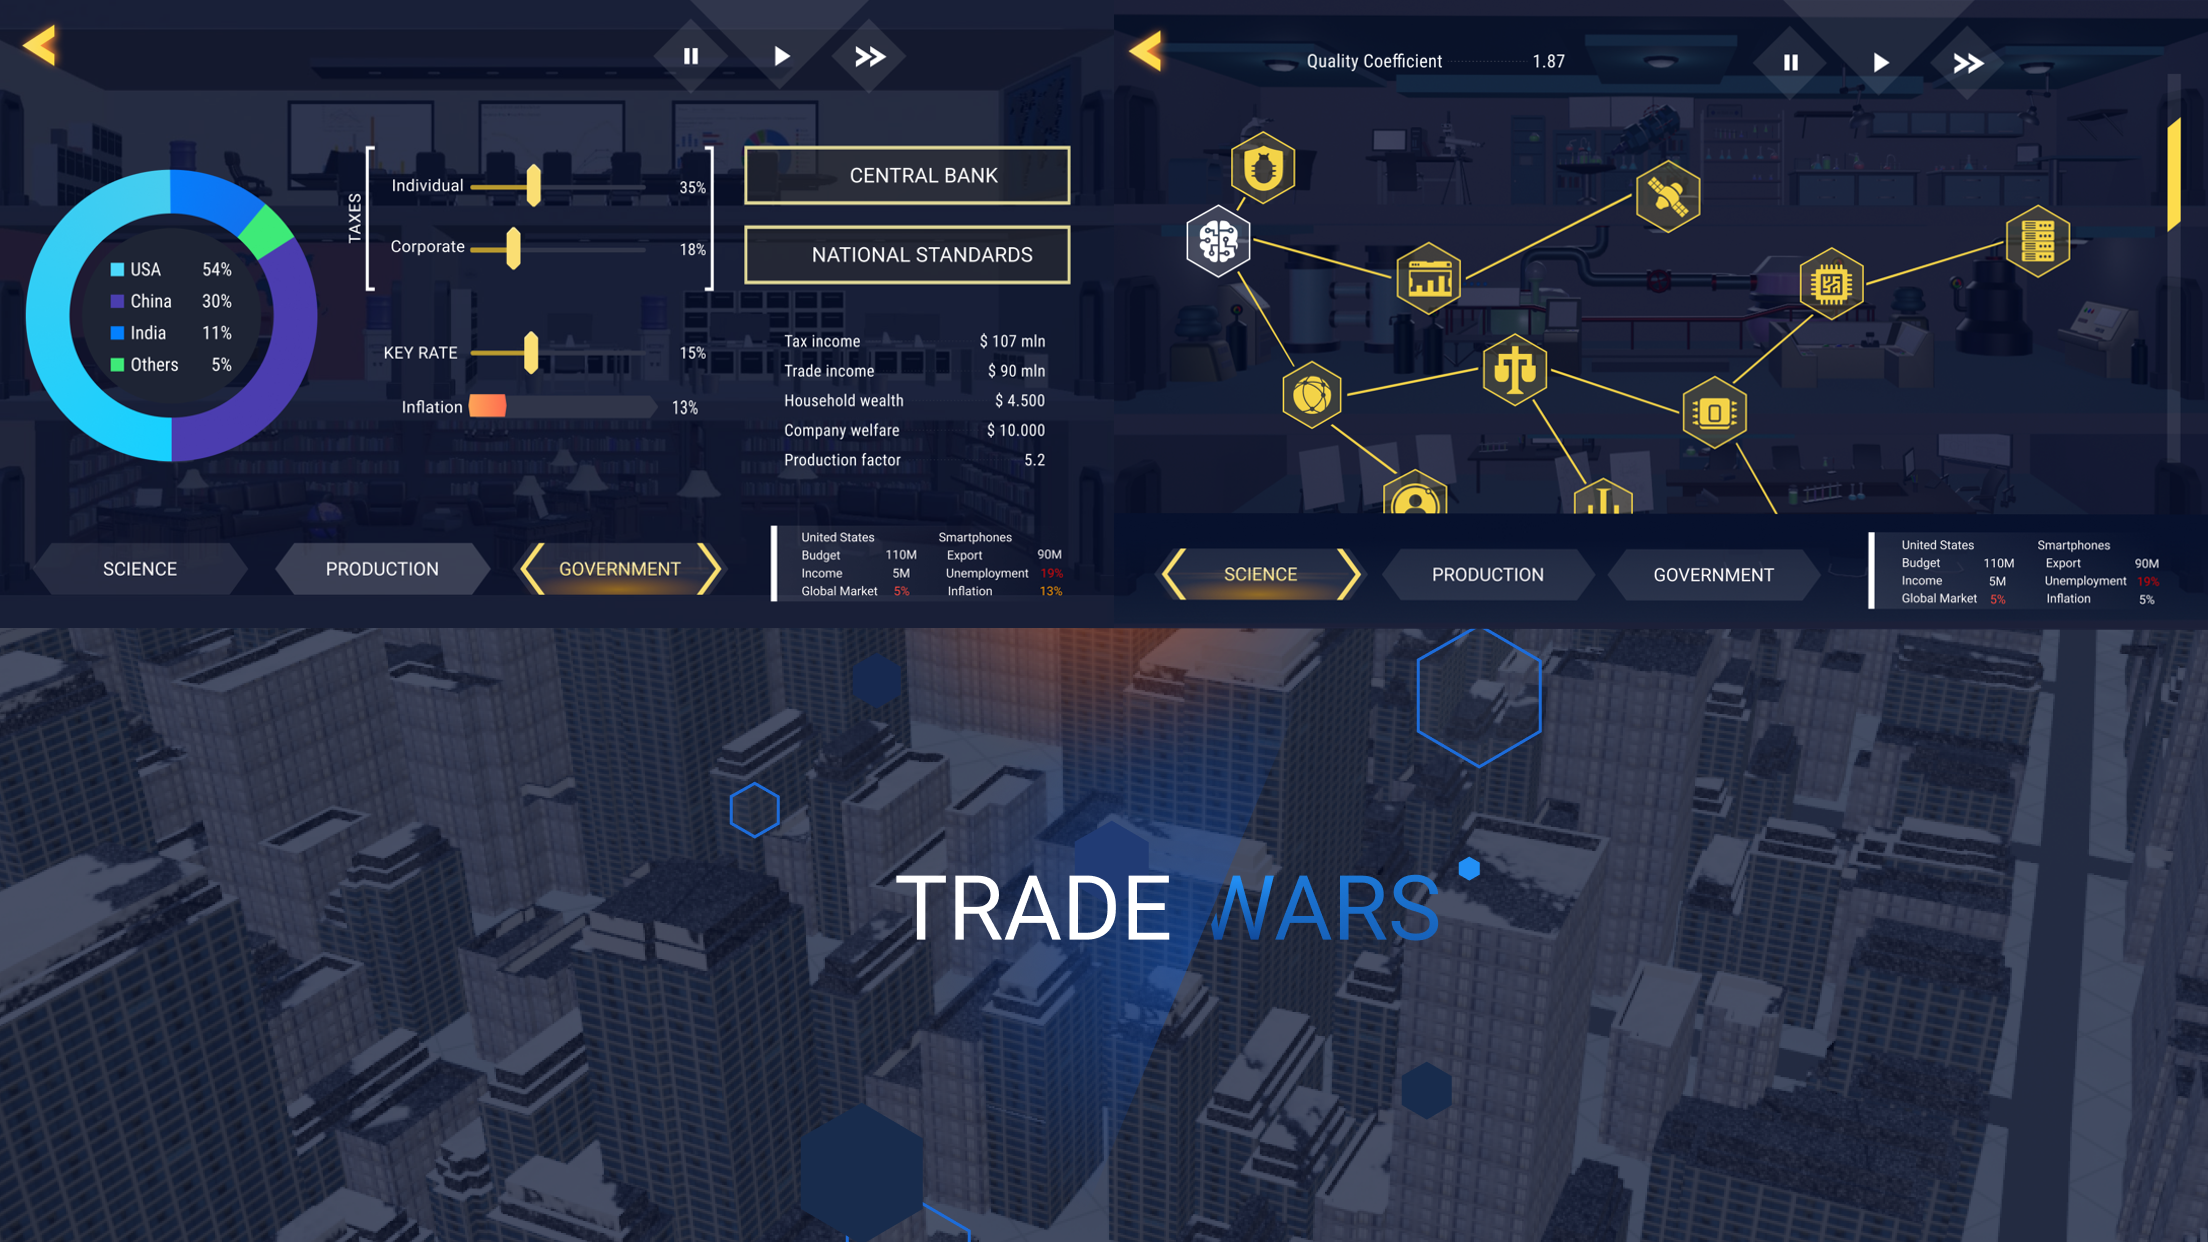 TAXES
Individual 35%
Corporate 18%
KEY RATE 15%
Inflation 13%
USA 54%
China 30%
India 11%
Others 5%
CENTRAL BANK
NATIONAL STANDARDS
Tax income $ 107 mln
Trade income $ 90 mln
Household wealth $ 4.500
Company welfare $ 10.000
Production factor 5.2
SCIENCE
PRODUCTION
GOVERNMENT
United States Smartphones
Budget 110M Export 90M
Income 5M Unemployment 19%
Global Market 5% Inflation 13%
Quality Coefficient 1.87
SCIENCE
PRODUCTION
GOVERNMENT
United States Smartphones
Budget 110M Export 90M
Income 5M Unemployment 19%
Global Market 5% Inflation 5%
TRADE WARS